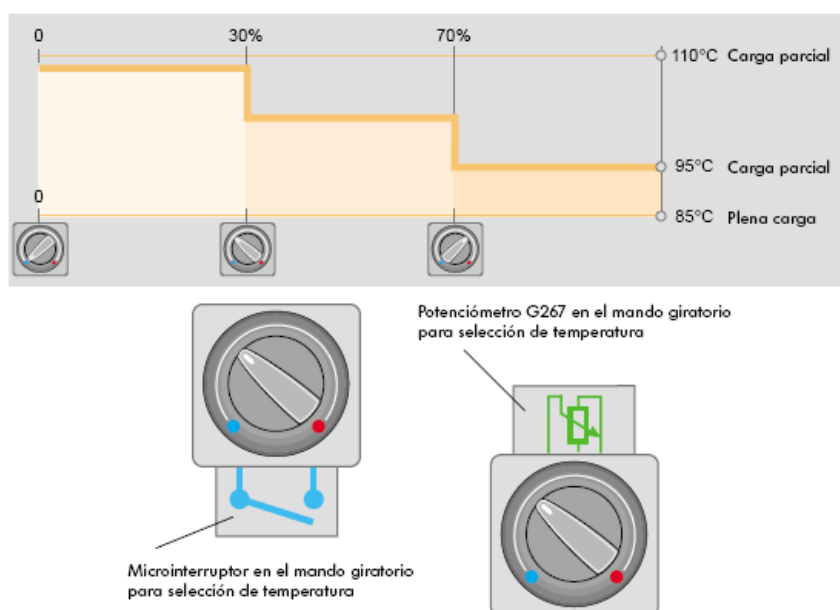 0 30% 70%
110°C Carga parcial
95°C Carga parcial
0
85°C Plena carga
Potenciómetro G267 en el mando giratorio
para selección de temperatura
Microinterruptor en el mando giratorio
para selección de temperatura